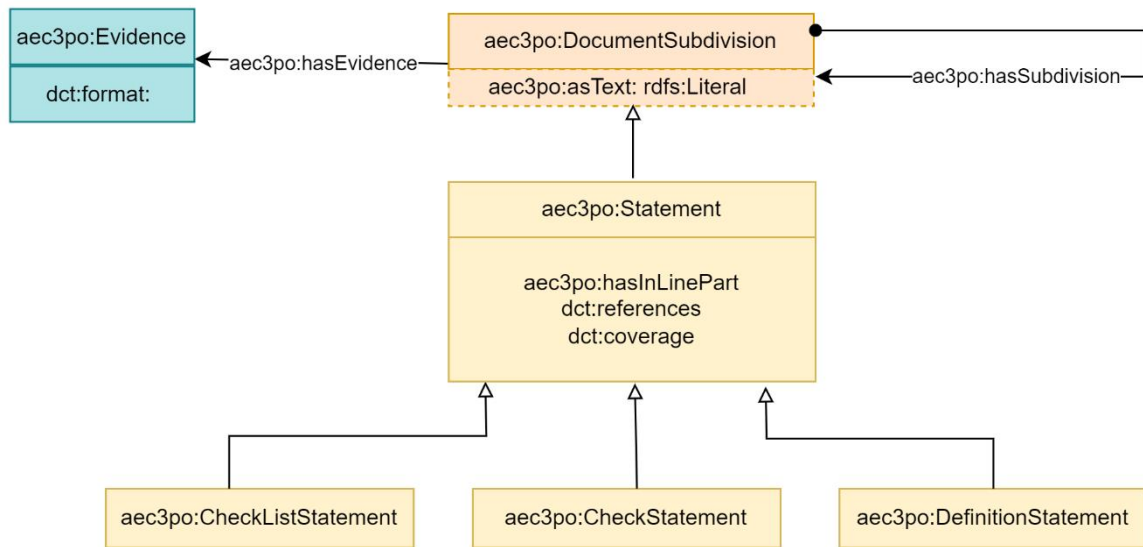 aec3po:Evidence
dct:format:
aec3po:hasEvidence
aec3po:DocumentSubdivision
aec3po:asText: rdfs:Literal
aec3po:hasSubdivision
aec3po:Statement
aec3po:hasInLinePart
dct:references
dct:coverage
aec3po:CheckListStatement
aec3po:CheckStatement
aec3po:DefinitionStatement